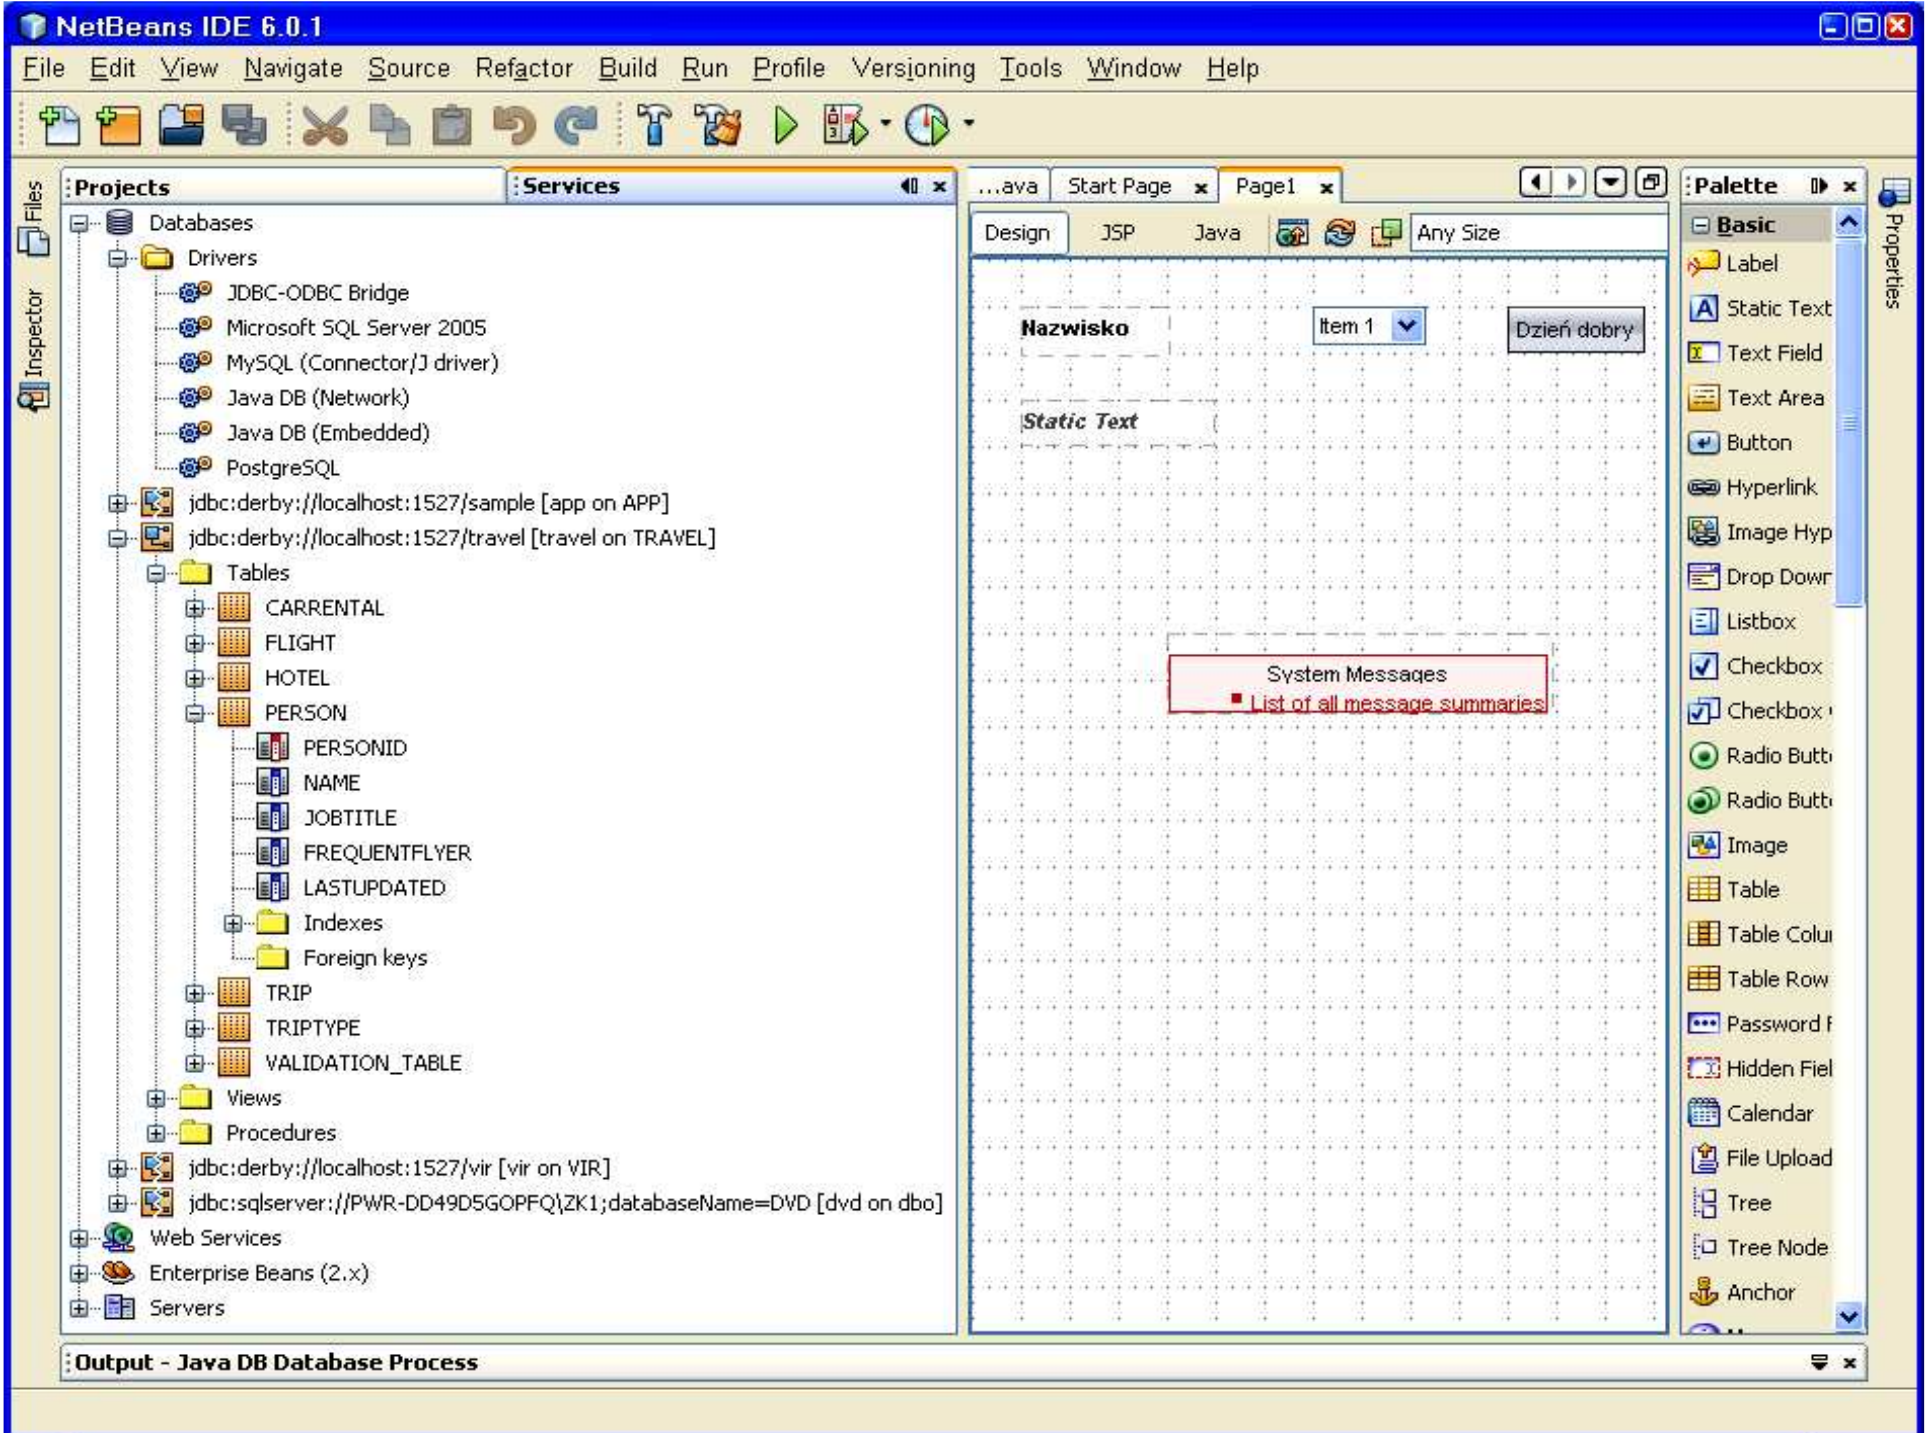 NetBeans IDE 6.0.1
File Edit View Navigate Source Refactor Build Run Profile Versioning Tools Window Help
Files
Inspector
Projects
Services
Databases
Drivers
JDBC-ODBC Bridge
Microsoft SQL Server 2005
MySQL (Connector/J driver)
Java DB (Network)
Java DB (Embedded)
PostgreSQL
jdbc:derby://localhost:1527/sample [app on APP]
jdbc:derby://localhost:1527/travel [travel on TRAVEL]
Tables
CARRENTAL
FLIGHT
HOTEL
PERSON
PERSONID
NAME
JOBTITLE
FREQUENTFLYER
LASTUPDATED
Indexes
Foreign keys
TRIP
TRIPTYPE
VALIDATION_TABLE
Views
Procedures
jdbc:derby://localhost:1527/vir [vir on VIR]
jdbc:sqlserver://PWR-DD49D5GOPFQ\ZK1;databaseName=DVD [dvd on dbo]
Web Services
Enterprise Beans (2.x)
Servers
...ava Start Page Page1
Design JSP Java Any Size
Nazwisko Item 1 Dzień dobry
Static Text
System Messages
List of all message summaries
Palette
Basic
Label
Static Text
Text Field
Text Area
Button
Hyperlink
Image Hyp
Drop Down
Listbox
Checkbox
Checkbox
Radio Butt
Radio Butt
Image
Table
Table Colu
Table Row
Password F
Hidden Fiel
Calendar
File Upload
Tree
Tree Node
Anchor
Properties
Output - Java DB Database Process